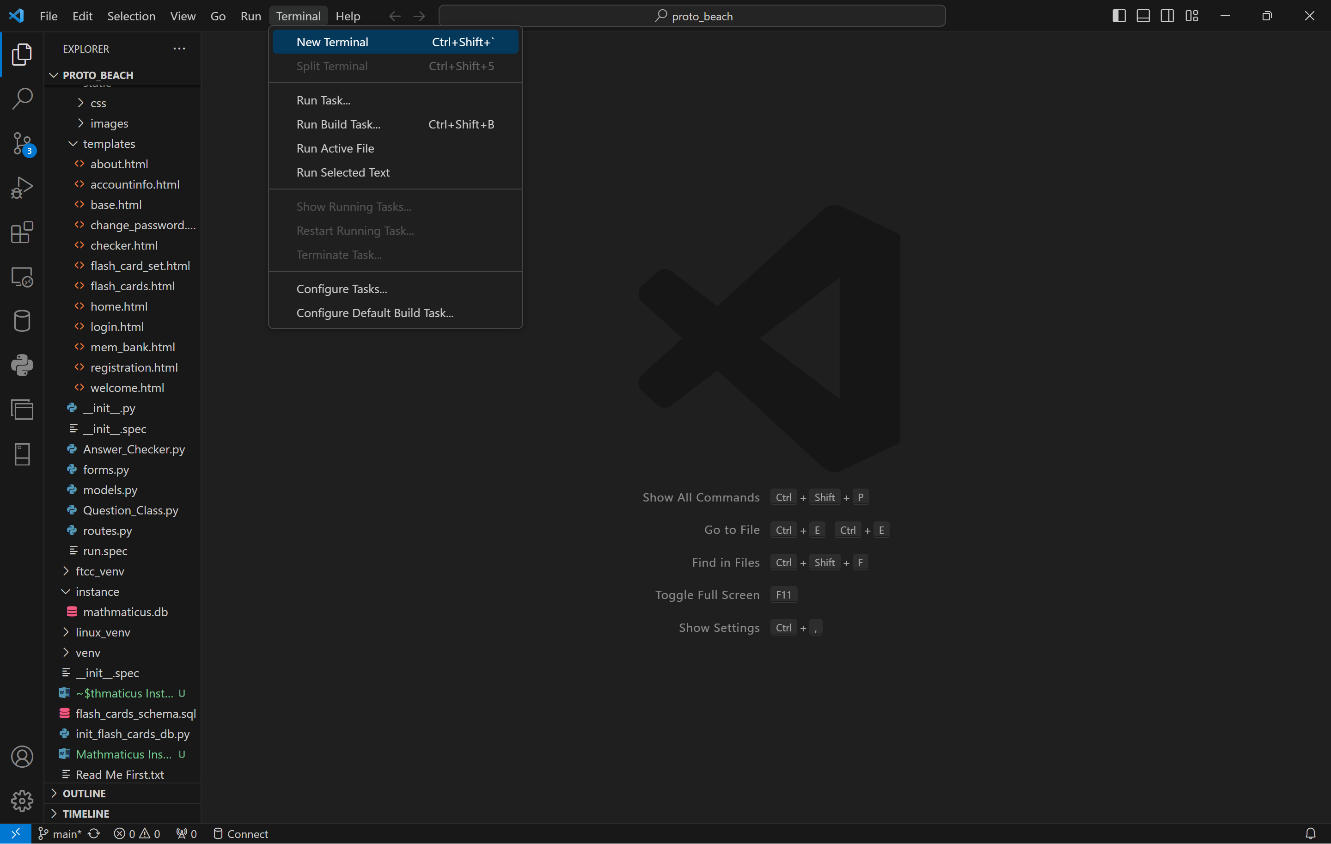 File Edit Selection View Go Run Terminal Help
proto_beach
EXPLORER
PROTO_BEACH
css
images
templates
about.html
accountinfo.html
base.html
change_password....
checker.html
flash_card_set.html
flash_cards.html
home.html
login.html
mem_bank.html
registration.html
welcome.html
__init__.py
__init__.spec
Answer_Checker.py
forms.py
models.py
Question_Class.py
routes.py
run.spec
ftcc_venv
instance
mathmaticus.db
linux_venv
venv
__init__.spec
~$thmaticus Inst... U
flash_cards_schema.sql
init_flash_cards_db.py
Mathmaticus Ins... U
Read Me First.txt
OUTLINE
TIMELINE
3
New Terminal Ctrl+Shift+`
Split Terminal Ctrl+Shift+5
Run Task...
Run Build Task... Ctrl+Shift+B
Run Active File
Run Selected Text
Show Running Tasks...
Restart Running Task...
Terminate Task...
Configure Tasks...
Configure Default Build Task...
Show All Commands Ctrl + Shift + P
Go to File Ctrl + E Ctrl + E
Find in Files Ctrl + Shift + F
Toggle Full Screen F11
Show Settings Ctrl + ,
main* 0 0 0 Connect